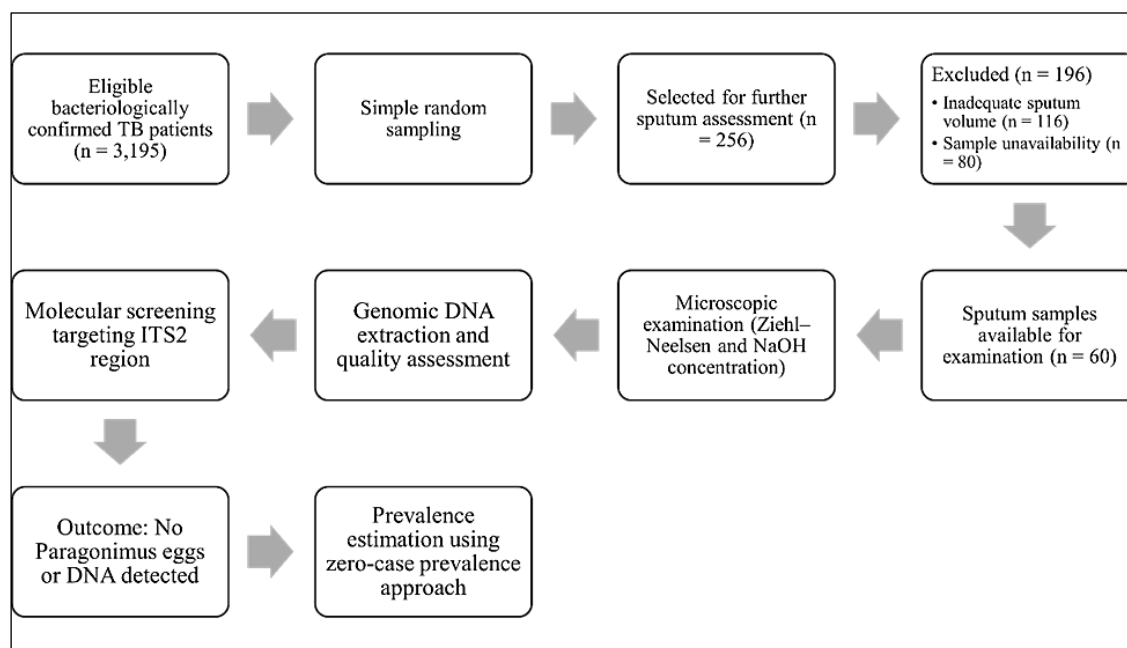 Eligible
bacteriologically
confirmed TB patients
(n = 3,195)
Simple random
sampling
Selected for further
sputum assessment (n
= 256)
Excluded (n = 196)
• Inadequate sputum
volume (n = 116)
• Sample unavailability (n
= 80)
Sputum samples
available for
examination (n = 60)
Microscopic
examination (Ziehl–
Neelsen and NaOH
concentration)
Genomic DNA
extraction and
quality assessment
Molecular screening
targeting ITS2
region
Outcome: No
Paragonimus eggs
or DNA detected
Prevalence
estimation using
zero-case prevalence
approach